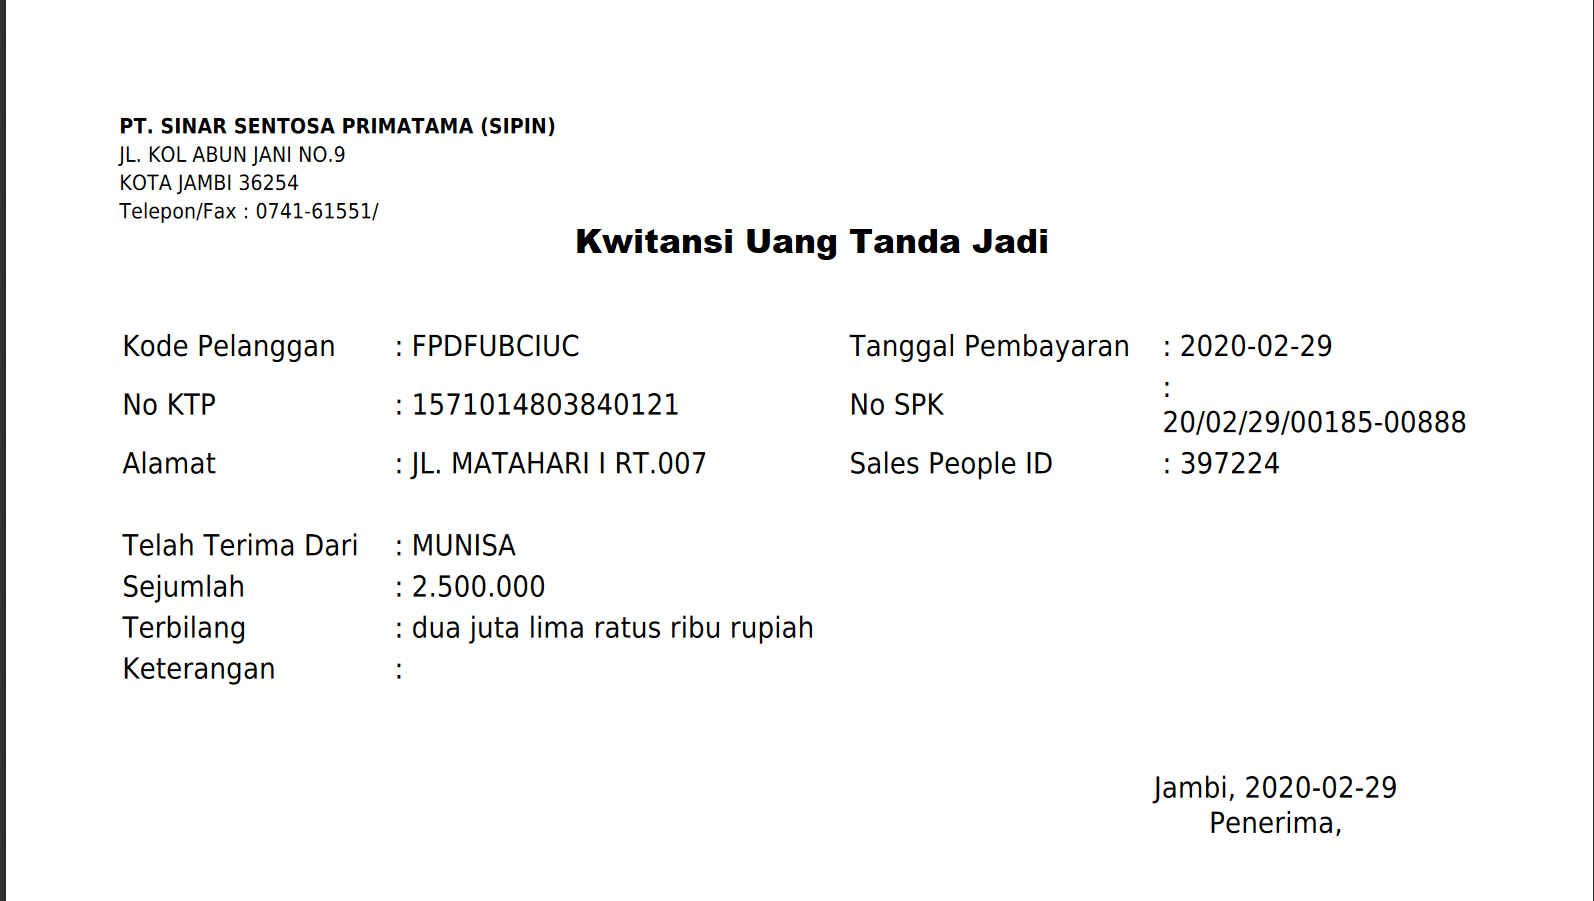 PT. SINAR SENTOSA PRIMATAMA (SIPIN)
JL. KOL ABUN JANI NO.9
KOTA JAMBI 36254
Telepon/Fax : 0741-61551/
Kwitansi Uang Tanda Jadi
Kode Pelanggan : FPDFUBCIUC Tanggal Pembayaran : 2020-02-29
No KTP : 1571014803840121 No SPK :
20/02/29/00185-00888
Alamat : JL. MATAHARI I RT.007 Sales People ID : 397224
Telah Terima Dari : MUNISA
Sejumlah : 2.500.000
Terbilang : dua juta lima ratus ribu rupiah
Keterangan :
Jambi, 2020-02-29
Penerima,